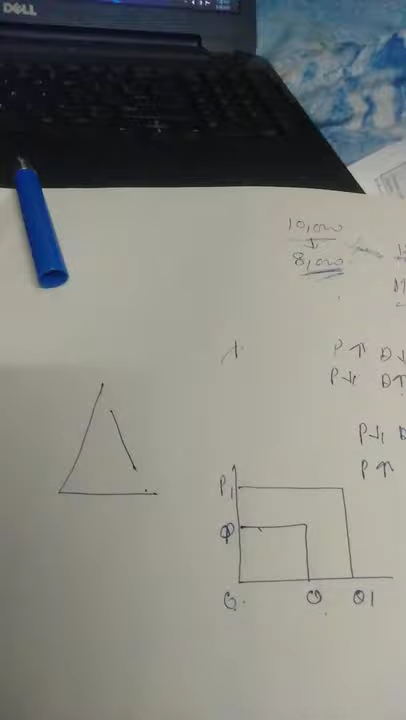 DELL
10,000
↓
8,000
P↑ D↓
P↓ D↑
P↓ D
P↑
P1
P
O Q Q1